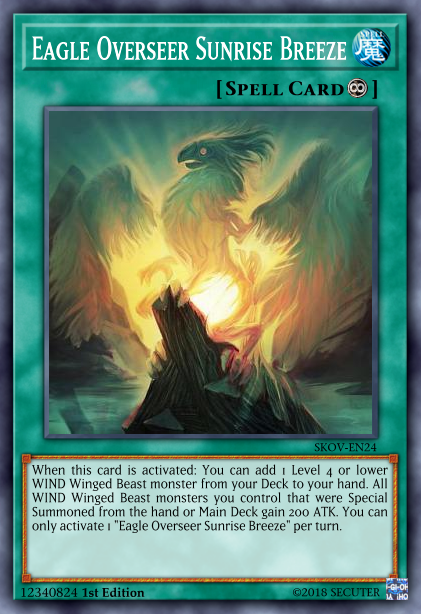 Eagle Overseer Sunrise Breeze 魔
[Spell Card]
SKOV-EN24
When this card is activated: You can add 1 Level 4 or lower
WIND Winged Beast monster from your Deck to your hand. All
WIND Winged Beast monsters you control that were Special
Summoned from the hand or Main Deck gain 200 ATK. You can
only activate 1 "Eagle Overseer Sunrise Breeze" per turn.
12340824 1st Edition ©2018 SECUTER